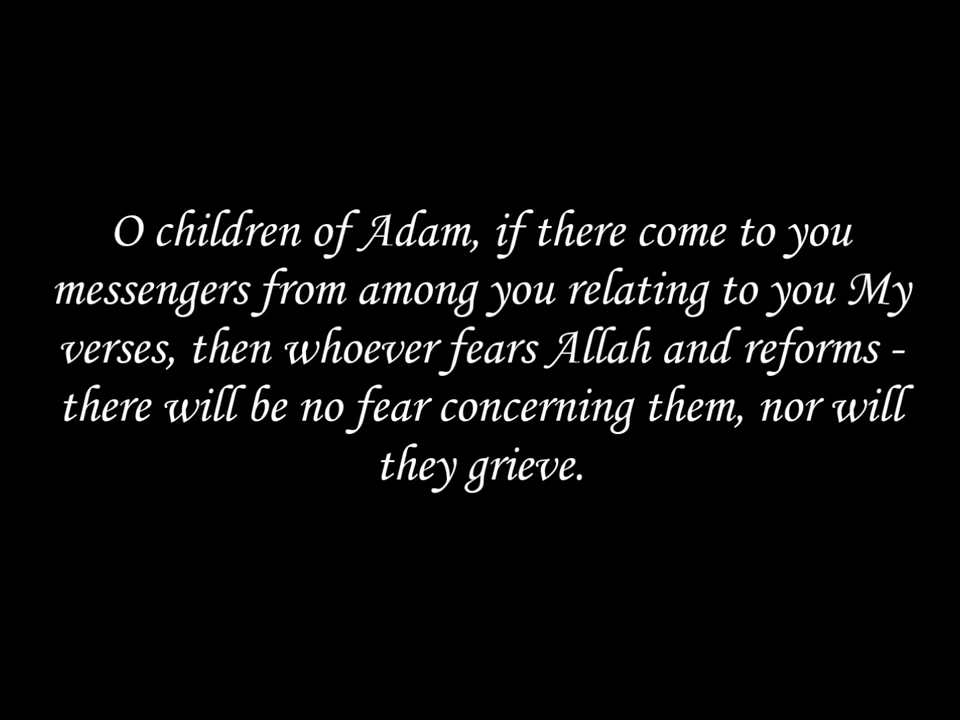 O children of Adam, if there come to you
messengers from among you relating to you My
verses, then whoever fears Allah and reforms -
there will be no fear concerning them, nor will
they grieve.